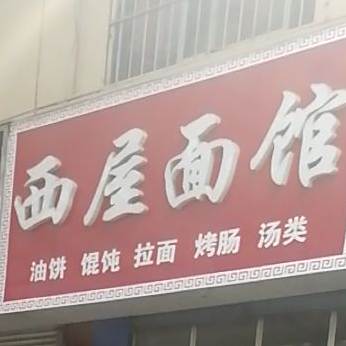 西屋面馆
油饼 馄饨 拉面 烤肠 汤类